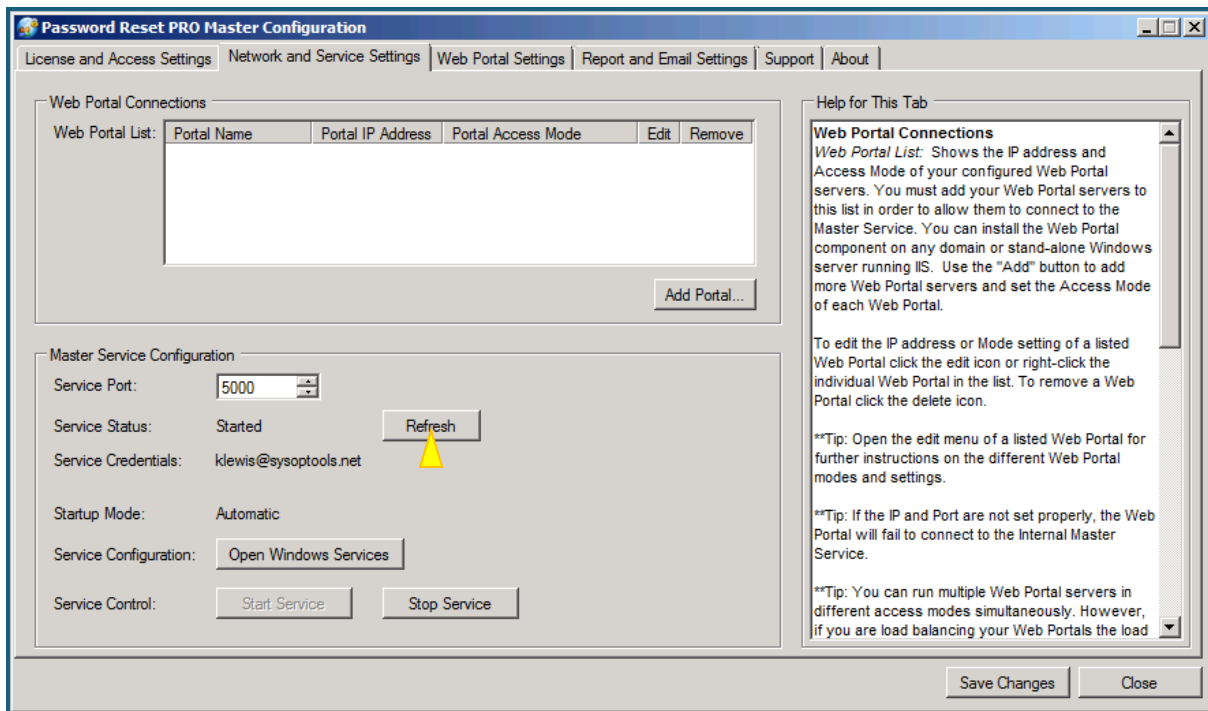 Password Reset PRO Master Configuration
License and Access Settings Network and Service Settings Web Portal Settings Report and Email Settings Support About
Web Portal Connections
Web Portal List: Portal Name Portal IP Address Portal Access Mode Edit Remove
Add Portal...
Master Service Configuration
Service Port: 5000
Service Status: Started Refresh
Service Credentials: klewis@sysoptools.net
Startup Mode: Automatic
Service Configuration: Open Windows Services
Service Control: Start Service Stop Service
Help for This Tab
Web Portal Connections
Web Portal List: Shows the IP address and
Access Mode of your configured Web Portal
servers. You must add your Web Portal servers to
this list in order to allow them to connect to the
Master Service. You can install the Web Portal
component on any domain or stand-alone Windows
server running IIS. Use the "Add" button to add
more Web Portal servers and set the Access Mode
of each Web Portal.
To edit the IP address or Mode setting of a listed
Web Portal click the edit icon or right-click the
individual Web Portal in the list. To remove a Web
Portal click the delete icon.
**Tip: Open the edit menu of a listed Web Portal for
further instructions on the different Web Portal
modes and settings.
**Tip: If the IP and Port are not set properly, the Web
Portal will fail to connect to the Internal Master
Service.
**Tip: You can run multiple Web Portal servers in
different access modes simultaneously. However,
if you are load balancing your Web Portals the load
Save Changes Close